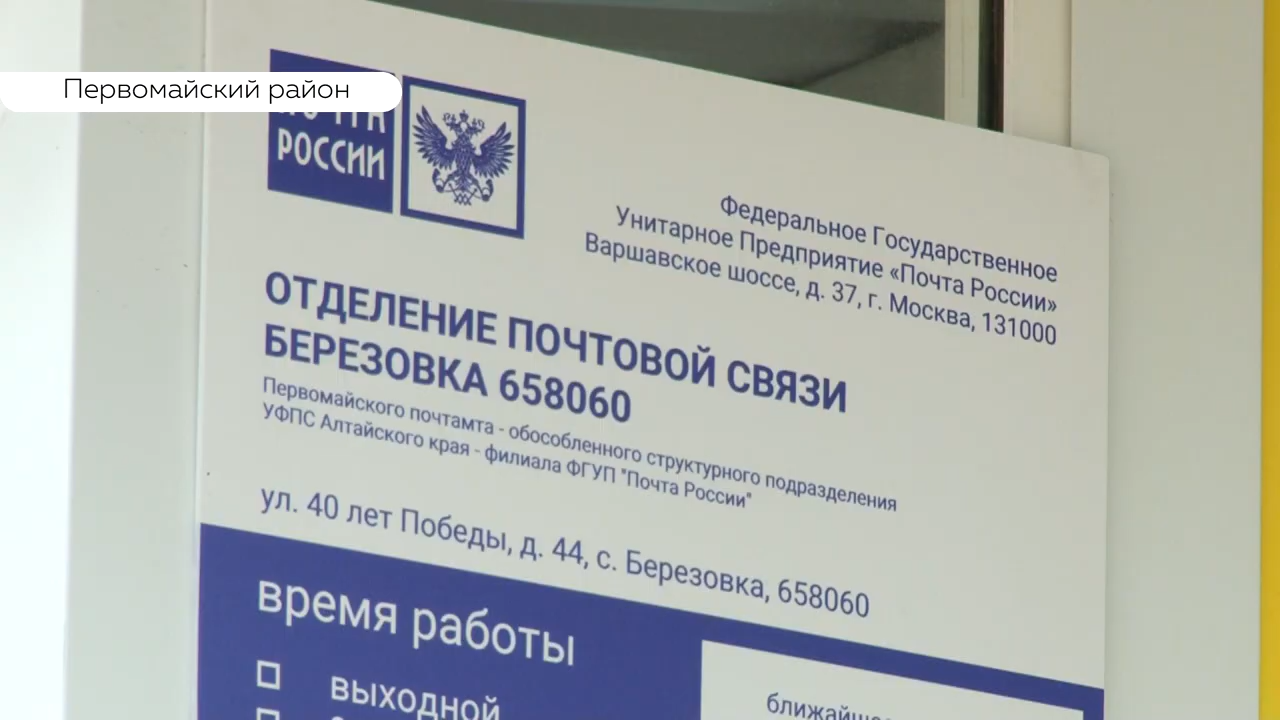 Первомайский район
ПОЧТА
РОССИИ
Федеральное Государственное
Унитарное Предприятие «Почта России»
Варшавское шоссе, д. 37, г. Москва, 131000
ОТДЕЛЕНИЕ ПОЧТОВОЙ СВЯЗИ
БЕРЕЗОВКА 658060
Первомайского почтамта - обособленного структурного подразделения
УФПС Алтайского края - филиала ФГУП "Почта России"
ул. 40 лет Победы, д. 44, с. Березовка, 658060
время работы
выходной